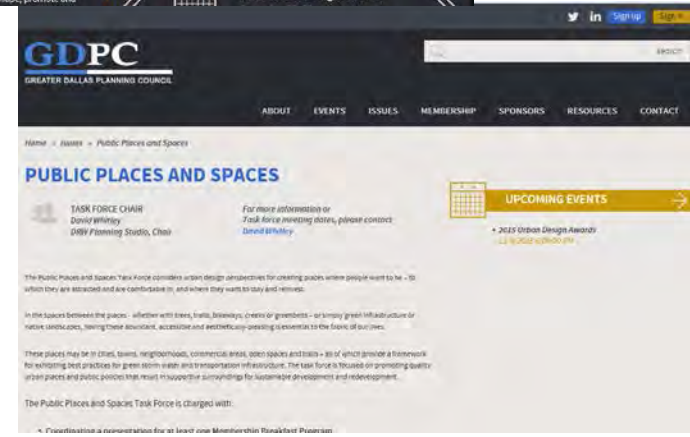 Sign up Sign in
GDPC
GREATER DALLAS PLANNING COUNCIL
search
ABOUT EVENTS ISSUES MEMBERSHIP SPONSORS RESOURCES CONTACT
Home » Issues » Public Places and Spaces
PUBLIC PLACES AND SPACES
TASK FORCE CHAIR
David Whitley
DRW Planning Studio, Chair
For more information or
Task force meeting dates, please contact
David Whitley
UPCOMING EVENTS
• 2015 Urban Design Awards
The Public Places and Spaces Task Force considers urban design perspectives for creating places where people want to be – to
which they are attracted and are comfortable in, and where they want to stay and reinvest.
In the spaces between the places - whether with trees, trails, bikeways, creeks or greenbelts – or simply green infrastructure or
native landscapes, having these abundant, accessible and aesthetically-pleasing is essential to the fabric of our lives.
These places may be in cities, towns, neighborhoods, commercial areas, open spaces and trails – all of which provide a framework
for exhibiting best practices for green storm water and transportation infrastructure. The task force is focused on promoting quality
urban places and public policies that result in supportive surroundings for sustainable development and redevelopment.
The Public Places and Spaces Task Force is charged with:
• Coordinating a presentation for at least one Membership Breakfast Program